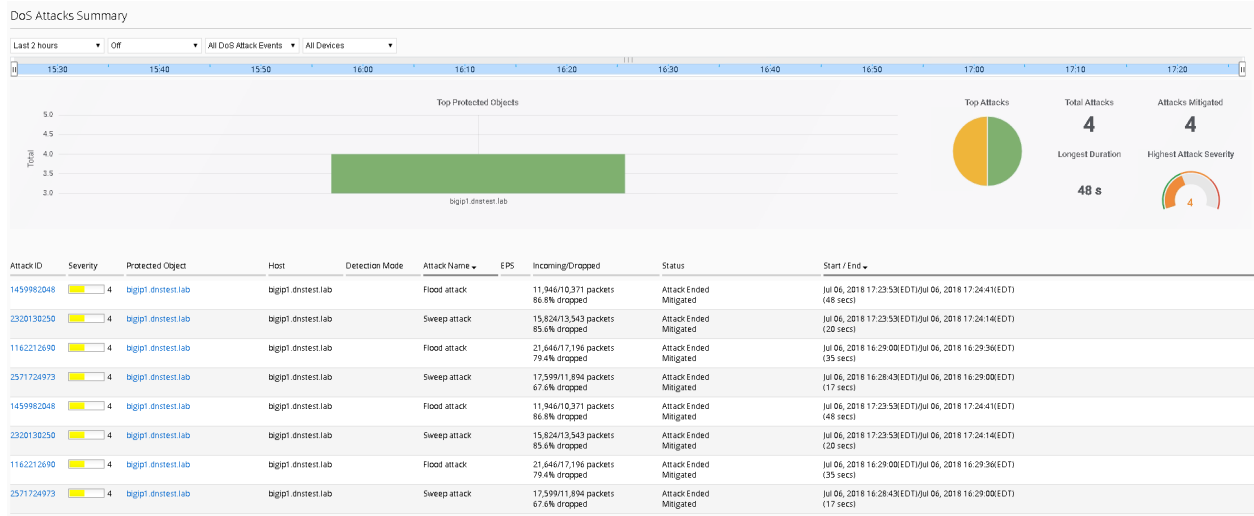 DoS Attacks Summary
Last 2 hours Off All DoS Attack Events All Devices
15:30 15:40 15:50 16:00 16:10 16:20 16:30 16:40 16:50 17:00 17:10 17:20
Top Protected Objects
5.0
4.5
4.0
3.5
3.0
Total
bigip1.dnstest.lab
Top Attacks
Total Attacks
4
Attacks Mitigated
4
Longest Duration
48 s
Highest Attack Severity
4
Attack ID Severity Protected Object Host Detection Mode Attack Name EPS Incoming/Dropped Status Start / End
1459982048 4 bigip1.dnstest.lab bigip1.dnstest.lab Flood attack 11,946/10,371 packets Attack Ended Jul 06, 2018 17:23:53(EDT)/Jul 06, 2018 17:24:41(EDT)
86.8% dropped Mitigated (48 secs)
2320130250 4 bigip1.dnstest.lab bigip1.dnstest.lab Sweep attack 15,824/13,543 packets Attack Ended Jul 06, 2018 17:23:53(EDT)/Jul 06, 2018 17:24:14(EDT)
85.6% dropped Mitigated (20 secs)
1162212690 4 bigip1.dnstest.lab bigip1.dnstest.lab Flood attack 21,646/17,196 packets Attack Ended Jul 06, 2018 16:29:00(EDT)/Jul 06, 2018 16:29:36(EDT)
79.4% dropped Mitigated (35 secs)
2571724973 4 bigip1.dnstest.lab bigip1.dnstest.lab Sweep attack 17,599/11,894 packets Attack Ended Jul 06, 2018 16:28:43(EDT)/Jul 06, 2018 16:29:00(EDT)
67.6% dropped Mitigated (17 secs)
1459982048 4 bigip1.dnstest.lab bigip1.dnstest.lab Flood attack 11,946/10,371 packets Attack Ended Jul 06, 2018 17:23:53(EDT)/Jul 06, 2018 17:24:41(EDT)
86.8% dropped Mitigated (48 secs)
2320130250 4 bigip1.dnstest.lab bigip1.dnstest.lab Sweep attack 15,824/13,543 packets Attack Ended Jul 06, 2018 17:23:53(EDT)/Jul 06, 2018 17:24:14(EDT)
85.6% dropped Mitigated (20 secs)
1162212690 4 bigip1.dnstest.lab bigip1.dnstest.lab Flood attack 21,646/17,196 packets Attack Ended Jul 06, 2018 16:29:00(EDT)/Jul 06, 2018 16:29:36(EDT)
79.4% dropped Mitigated (35 secs)
2571724973 4 bigip1.dnstest.lab bigip1.dnstest.lab Sweep attack 17,599/11,894 packets Attack Ended Jul 06, 2018 16:28:43(EDT)/Jul 06, 2018 16:29:00(EDT)
67.6% dropped Mitigated (17 secs)